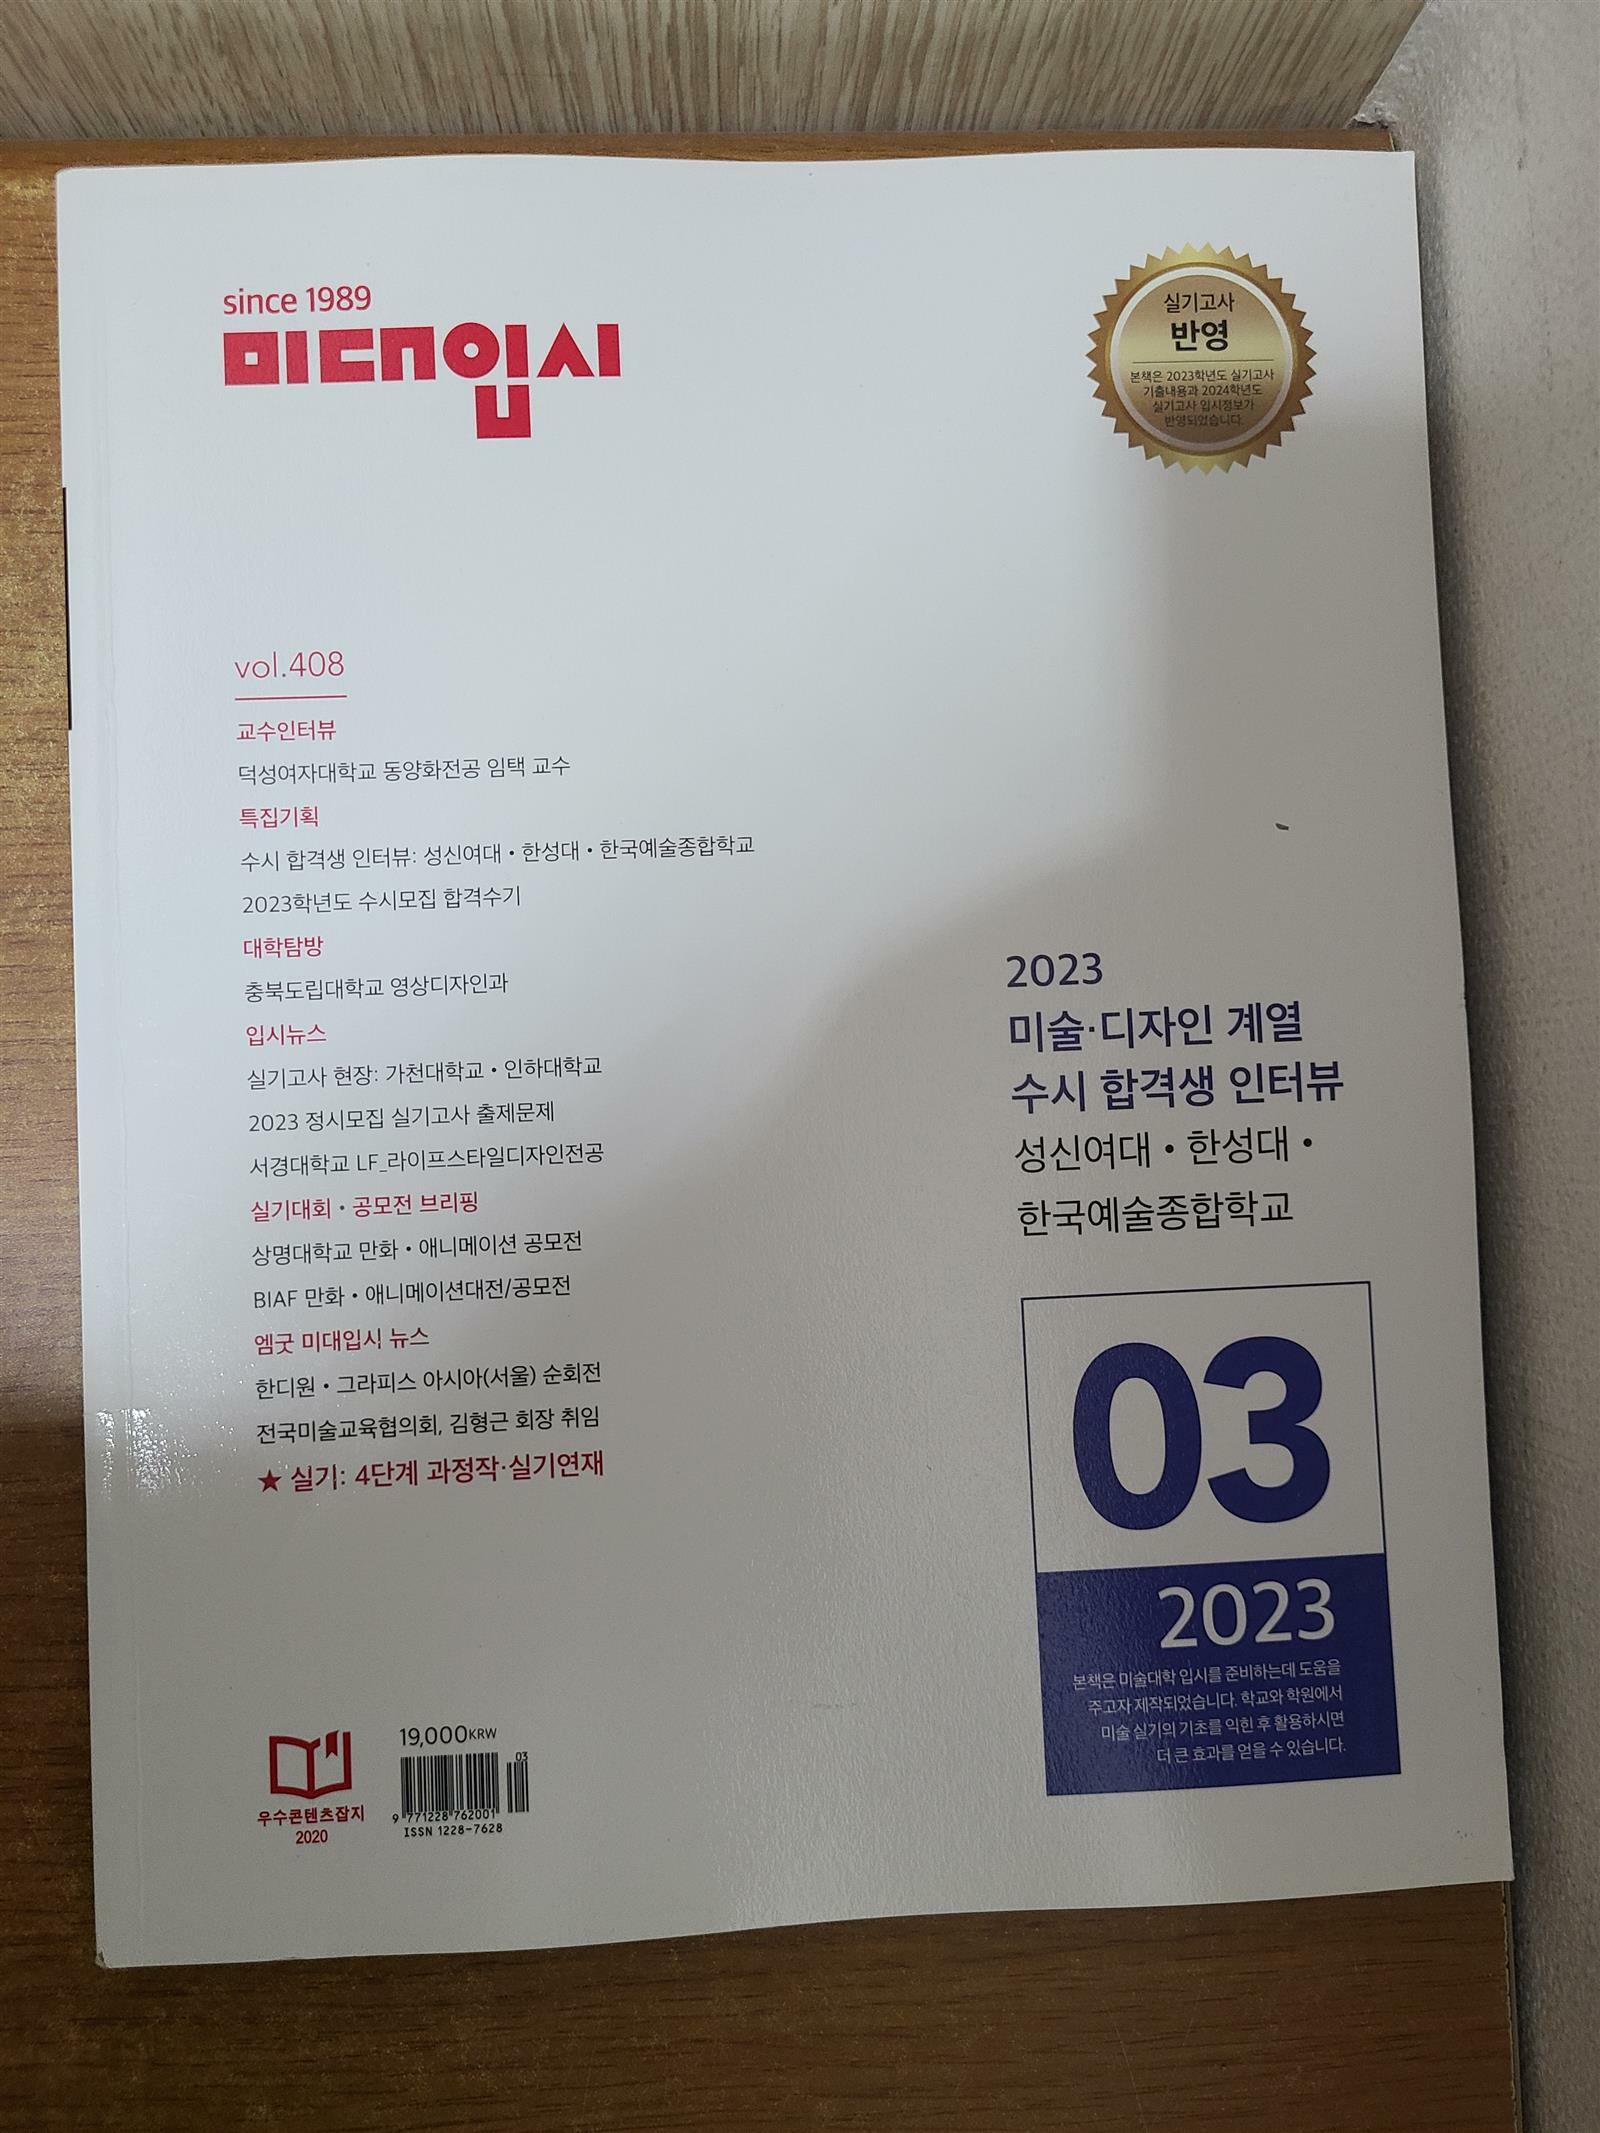 since 1989
미대입시
실기고사
반영
본책은 2023학년도 실기고사
기출내용과 2024학년도
실기고사 입시정보가
반영되었습니다.
vol.408
교수인터뷰
덕성여자대학교 동양화전공 임택 교수
특집기획
수시 합격생 인터뷰: 성신여대 • 한성대 • 한국예술종합학교
2023학년도 수시모집 합격수기
대학탐방
충북도립대학교 영상디자인과
입시뉴스
실기고사 현장: 가천대학교 • 인하대학교
2023 정시모집 실기고사 출제문제
서경대학교 LF_라이프스타일디자인전공
실기대회 • 공모전 브리핑
상명대학교 만화 • 애니메이션 공모전
BIAF 만화 • 애니메이션대전/공모전
엠굿 미대입시 뉴스
한디원 • 그라피스 아시아(서울) 순회전
전국미술교육협의회, 김형근 회장 취임
★ 실기: 4단계 과정작·실기연재
2023
미술·디자인 계열
수시 합격생 인터뷰
성신여대 • 한성대 •
한국예술종합학교
03
2023
본책은 미술대학 입시를 준비하는데 도움을
주고자 제작되었습니다. 학교와 학원에서
미술 실기의 기초를 익힌 후 활용하시면
더 큰 효과를 얻을 수 있습니다.
우수콘텐츠잡지
2020
19,000KRW
03
9 771228 762001
ISSN 1228-7628